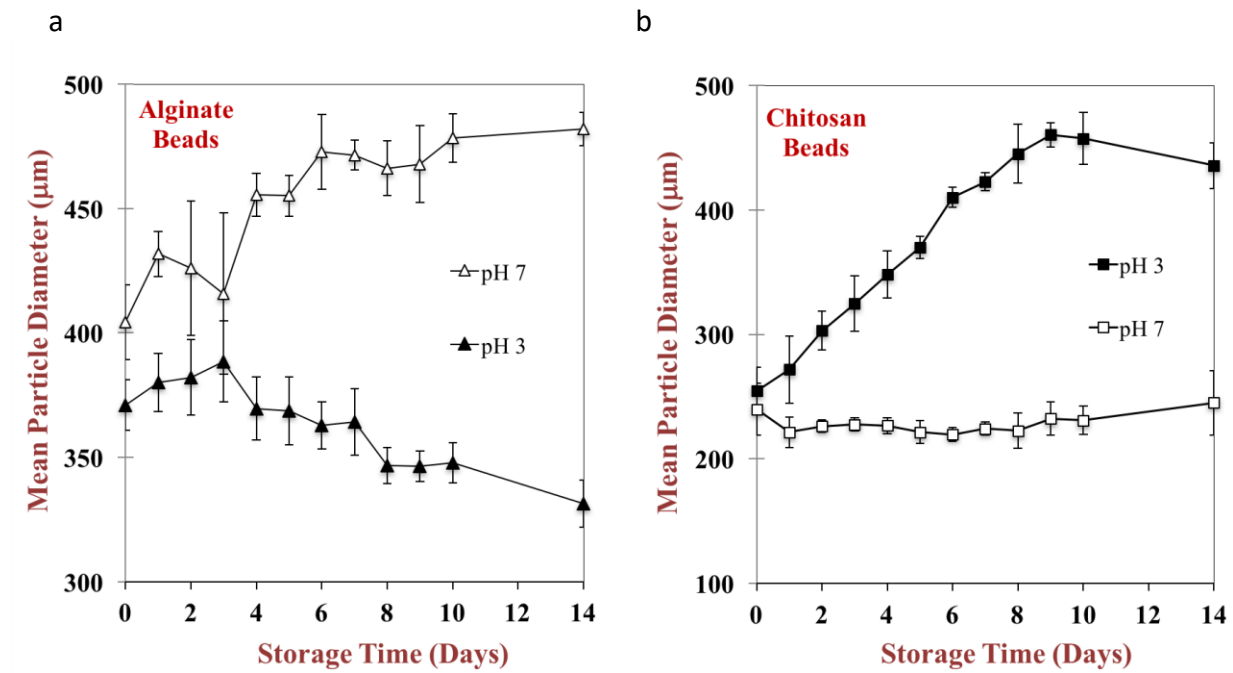 a
Alginate
Beads
Mean Particle Diameter (μm)
500
450
400
350
300
pH 7
pH 3
0 2 4 6 8 10 12 14
Storage Time (Days)
b
Chitosan
Beads
Mean Particle Diameter (μm)
500
400
300
200
100
pH 3
pH 7
0 2 4 6 8 10 12 14
Storage Time (Days)